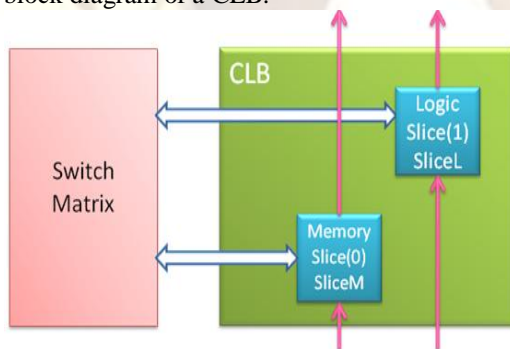 block diagram of a CLB.
CLB
Logic
Slice(1)
SliceL
Switch
Matrix
Memory
Slice(0)
SliceM